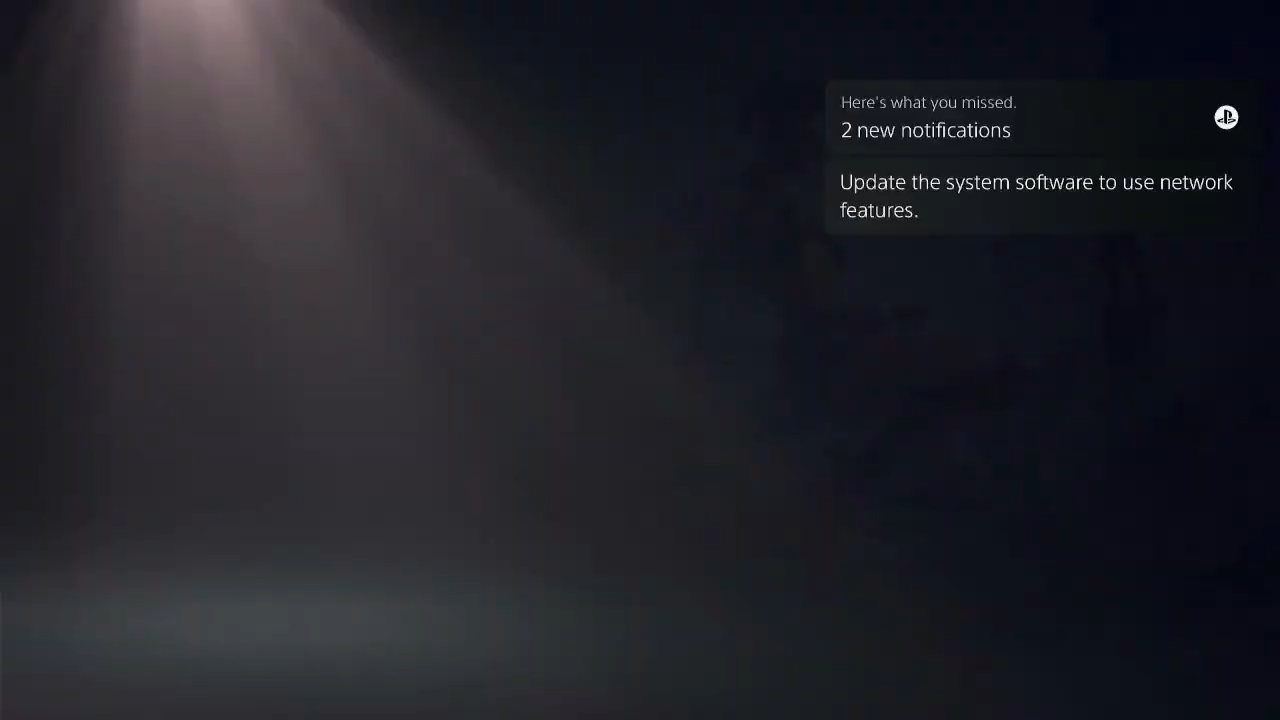 Here's what you missed.
2 new notifications
Update the system software to use network
features.